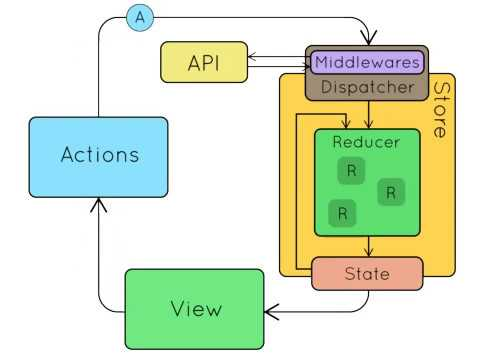 A
API
Middlewares
Dispatcher
Store
Actions
Reducer
R
R
R
State
View